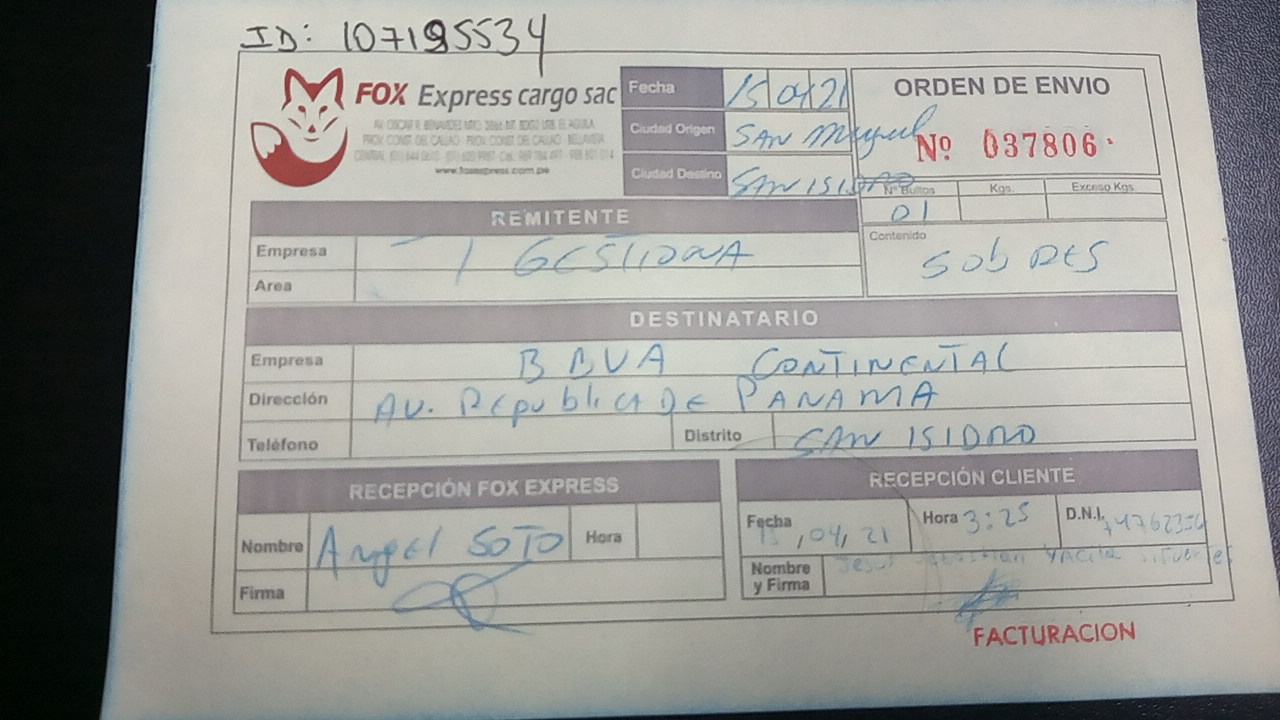 ID: 107195534
FOX Express cargo sac
www.foxexpress.com.pe
Fecha 15/04/21
Ciudad Origen SAN Miguel
Ciudad Destino SAN ISIDRO
ORDEN DE ENVIO
Nº 037806
Nº Bultos Kgs. Exceso Kgs.
01
Contenido
SOBRES
REMITENTE
Empresa GESTIONA
Area
DESTINATARIO
Empresa BBVA CONTINENTAL
Dirección AV. Republica DE PANAMA
Teléfono Distrito SAN ISIDRO
RECEPCIÓN FOX EXPRESS
Nombre Angel SOTO Hora
Firma
RECEPCIÓN CLIENTE
Fecha 15,04,21 Hora 3:25 D.N.I.
Nombre y Firma Jesus
FACTURACION